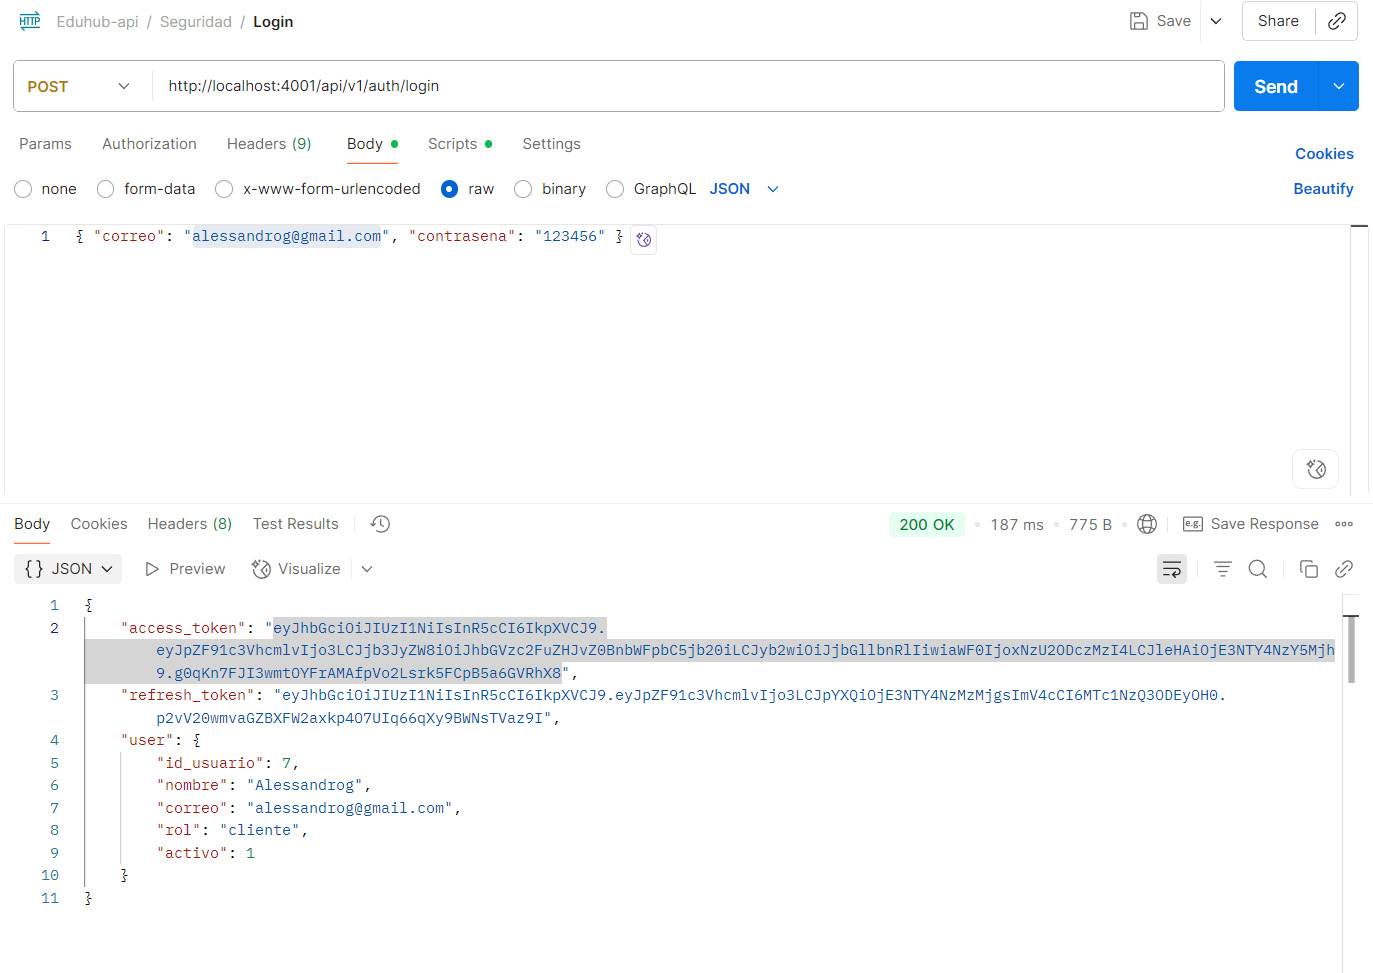 HTTP Eduhub-api / Seguridad / Login
Save
Share
POST
http://localhost:4001/api/v1/auth/login
Send
Params
Authorization
Headers (9)
Body
Scripts
Settings
Cookies
none
form-data
x-www-form-urlencoded
raw
binary
GraphQL
JSON
Beautify
1 { "correo": "alessandrog@gmail.com", "contrasena": "123456" }
Body
Cookies
Headers (8)
Test Results
200 OK
187 ms
775 B
e.g. Save Response
{} JSON
Preview
Visualize
1 {
2 "access_token": "eyJhbGciOiJIUzI1NiIsInR5cCI6IkpXVCJ9.
eyJpZF91c3VhcmlvIjo3LCJjb3JyZW8iOiJhbGVzc2FuZHJvZ0BnbWFpbC5jb20iLCJyb2wiOiJjbGllbnRlIiwiaWF0IjoxNzU2ODczMzI4LCJleHAiOjE3NTY4NzY5Mjh
9.g0qKn7FJI3wmtOYFrAMAfpVo2Lsrk5FCpB5a6GVRhX8",
3 "refresh_token": "eyJhbGciOiJIUzI1NiIsInR5cCI6IkpXVCJ9.eyJpZF91c3VhcmlvIjo3LCJpYXQiOjE3NTY4NzMzMjgsImV4cCI6MTc1NzQ3ODEyOH0.
p2vV20wmvaGZBXFW2axkp4O7UIq66qXy9BWNsTVaz9I",
4 "user": {
5 "id_usuario": 7,
6 "nombre": "Alessandrog",
7 "correo": "alessandrog@gmail.com",
8 "rol": "cliente",
9 "activo": 1
10 }
11 }